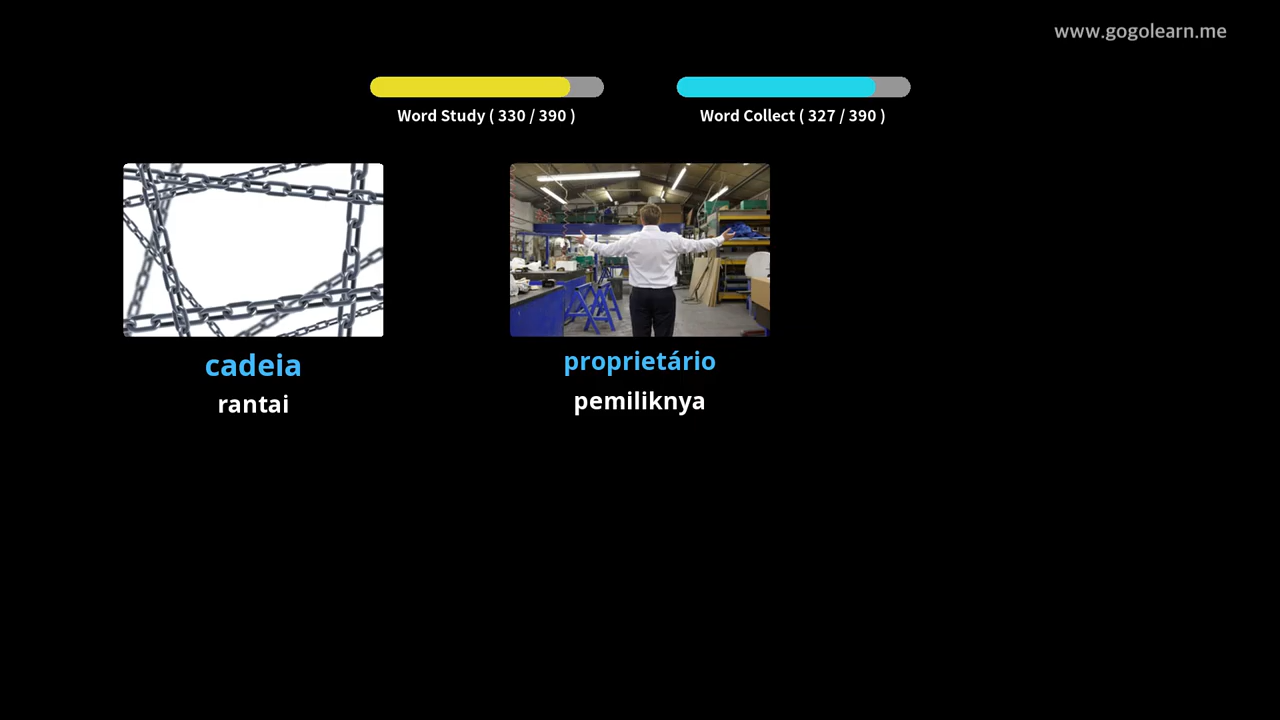 www.gogolearn.me
Word Study ( 330 / 390 )
Word Collect ( 327 / 390 )
cadeia
rantai
proprietário
pemiliknya